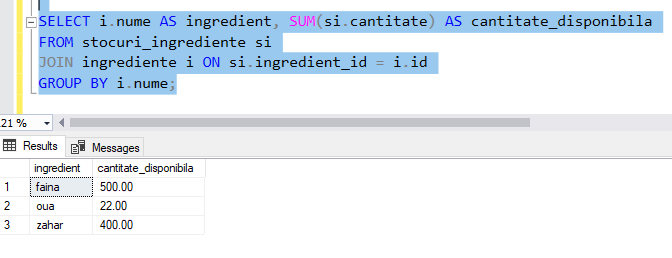 SELECT i.nume AS ingredient, SUM(si.cantitate) AS cantitate_disponibila
FROM stocuri_ingrediente si
JOIN ingrediente i ON si.ingredient_id = i.id
GROUP BY i.nume;
21 %
Results Messages
ingredient cantitate_disponibila
1 faina 500.00
2 oua 22.00
3 zahar 400.00